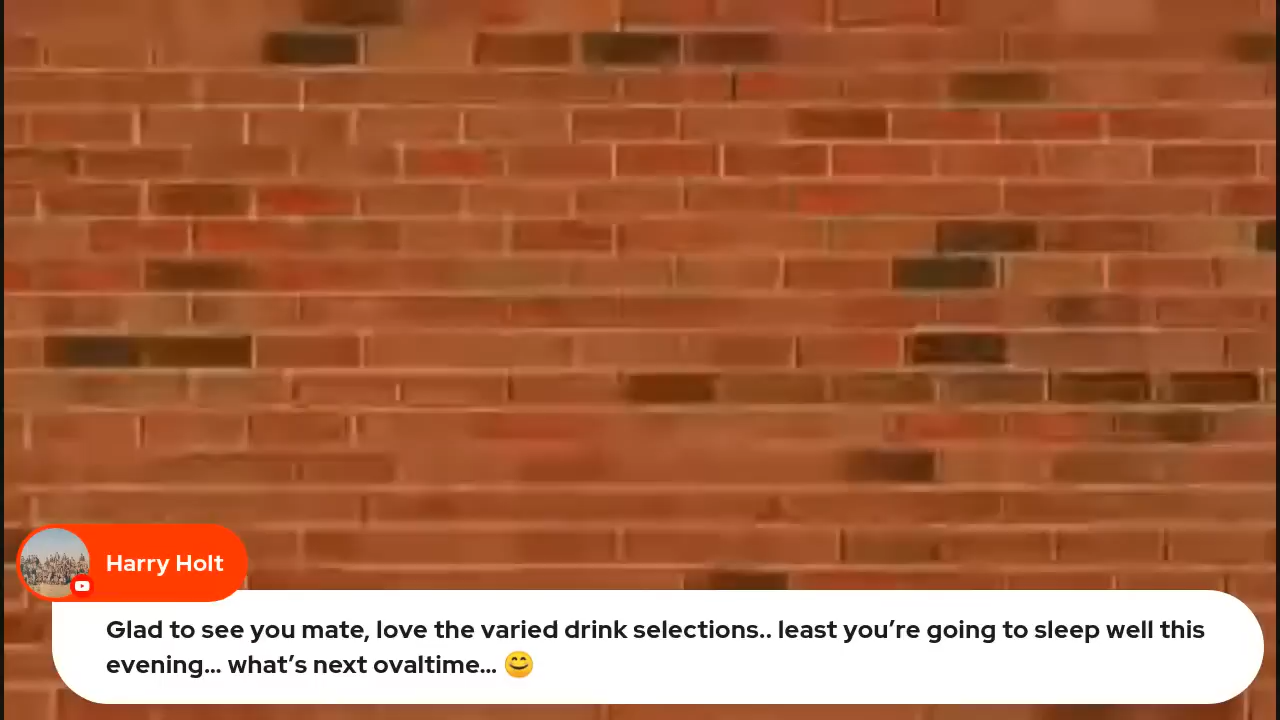 Harry Holt
Glad to see you mate, love the varied drink selections.. least you’re going to sleep well this
evening... what’s next ovaltime... 😊